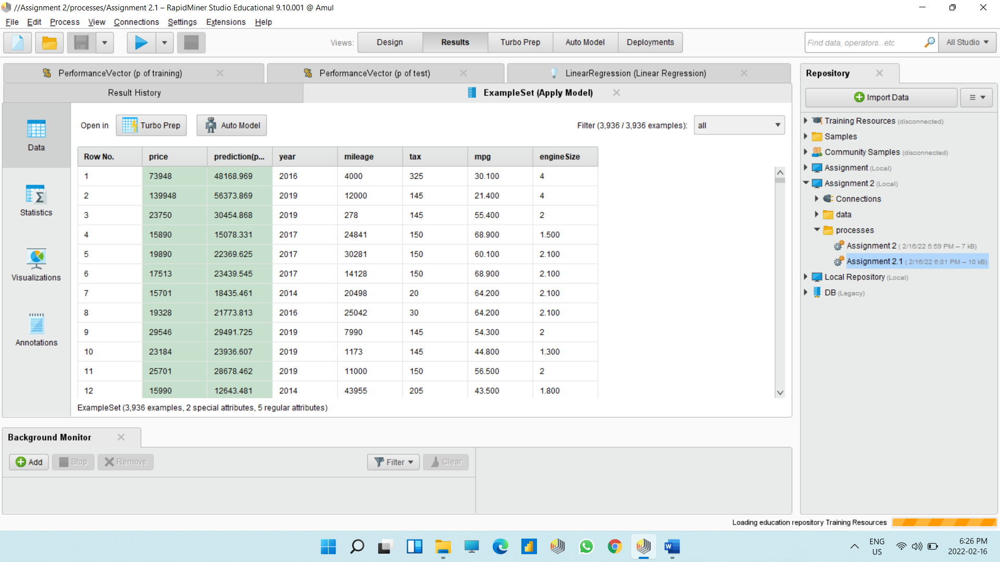 //Assignment 2/processes/Assignment 2.1 – RapidMiner Studio Educational 9.10.001 @ Amul
File Edit Process View Connections Settings Extensions Help
Views: Design Results Turbo Prep Auto Model Deployments
Find data, operators...etc All Studio
PerformanceVector (p of training) PerformanceVector (p of test) LinearRegression (Linear Regression)
Result History ExampleSet (Apply Model)
Data
Statistics
Visualizations
Annotations
Open in Turbo Prep Auto Model Filter (3,936 / 3,936 examples): all
Row No. price prediction(p... year mileage tax mpg engineSize
1 73948 48168.969 2016 4000 325 30.100 4
2 139948 56373.869 2019 12000 145 21.400 4
3 23750 30454.868 2019 278 145 55.400 2
4 15890 15078.331 2017 24841 150 68.900 1.500
5 19890 22369.625 2017 30281 150 60.100 2.100
6 17513 23439.545 2017 14128 150 68.900 2.100
7 15701 18435.461 2014 20498 20 64.200 2.100
8 19328 21773.813 2016 25042 30 64.200 2.100
9 29546 29491.725 2019 7990 145 54.300 2
10 23184 23936.607 2019 1173 145 44.800 1.300
11 25701 28678.462 2019 11000 150 56.500 2
12 15990 12643.481 2014 43955 205 43.500 1.800
ExampleSet (3,936 examples, 2 special attributes, 5 regular attributes)
Repository
Import Data
Training Resources (disconnected)
Samples
Community Samples (disconnected)
Assignment (Local)
Assignment 2 (Local)
Connections
data
processes
Assignment 2 ( 2/16/22 5:59 PM – 7 kB)
Assignment 2.1 ( 2/16/22 6:01 PM – 10 kB)
Local Repository (Local)
DB (Legacy)
Background Monitor
Add Stop Remove Filter Clear
Loading education repository Training Resources
ENG
US
6:26 PM
2022-02-16